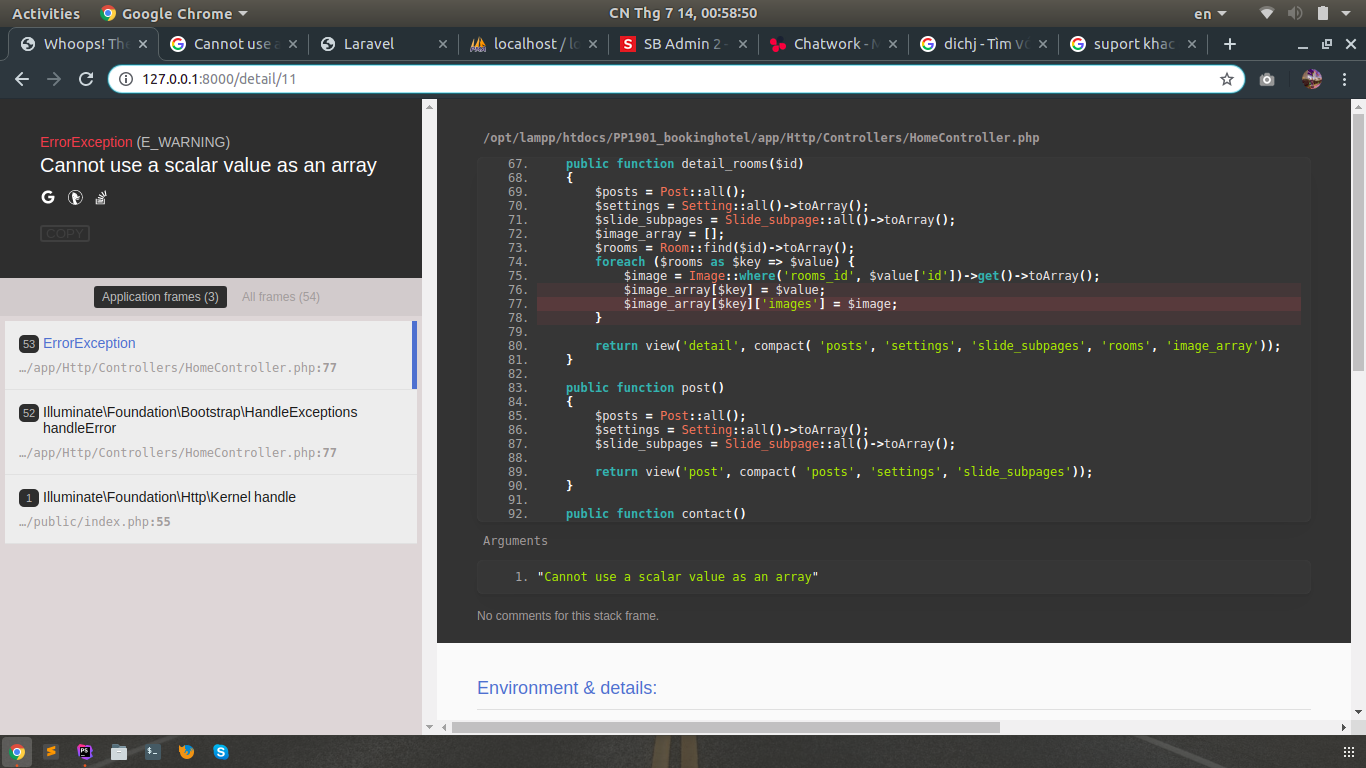 Activities
Google Chrome
CN Thg 7 14, 00:58:50
en
Whoops! The
Cannot use a
Laravel
localhost / lo
SB Admin 2 -
Chatwork - M
dichj - Tìm vớ
suport khac
127.0.0.1:8000/detail/11
ErrorException (E_WARNING)
Cannot use a scalar value as an array
COPY
Application frames (3)
All frames (54)
53 ErrorException
…/app/Http/Controllers/HomeController.php:77
52 Illuminate\Foundation\Bootstrap\HandleExceptions
handleError
…/app/Http/Controllers/HomeController.php:77
1 Illuminate\Foundation\Http\Kernel handle
…/public/index.php:55
/opt/lampp/htdocs/PP1901_bookinghotel/app/Http/Controllers/HomeController.php
67.     public function detail_rooms($id)
68.     {
69.         $posts = Post::all();
70.         $settings = Setting::all()->toArray();
71.         $slide_subpages = Slide_subpage::all()->toArray();
72.         $image_array = [];
73.         $rooms = Room::find($id)->toArray();
74.         foreach ($rooms as $key => $value) {
75.             $image = Image::where('rooms_id', $value['id'])->get()->toArray();
76.             $image_array[$key] = $value;
77.             $image_array[$key]['images'] = $image;
78.         }
79.
80.         return view('detail', compact( 'posts', 'settings', 'slide_subpages', 'rooms', 'image_array'));
81.     }
82.
83.     public function post()
84.     {
85.         $posts = Post::all();
86.         $settings = Setting::all()->toArray();
87.         $slide_subpages = Slide_subpage::all()->toArray();
88.
89.         return view('post', compact( 'posts', 'settings', 'slide_subpages'));
90.     }
91.
92.     public function contact()
Arguments
1. "Cannot use a scalar value as an array"
No comments for this stack frame.
Environment & details: